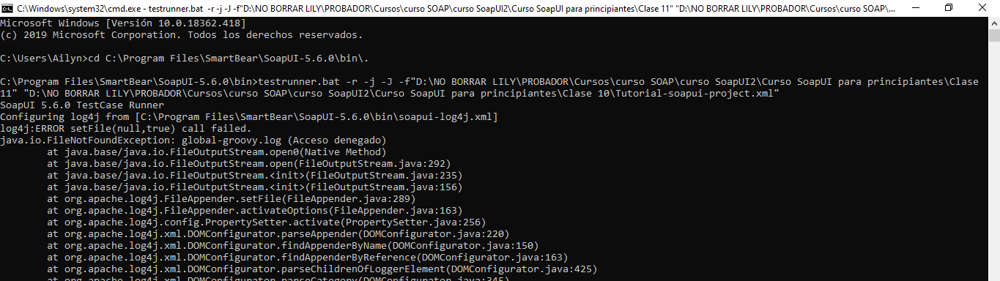 C:\Windows\system32\cmd.exe - testrunner.bat  -r -j -J -f"D:\NO BORRAR LILY\PROBADOR\Cursos\curso SOAP\curso SoapUI2\Curso SoapUI para principiantes\Clase 11" "D:\NO BORRAR LILY\PROBADOR\Cursos\curso SOAP\...
Microsoft Windows [Versión 10.0.18362.418]
(c) 2019 Microsoft Corporation. Todos los derechos reservados.
C:\Users\Ailyn>cd C:\Program Files\SmartBear\SoapUI-5.6.0\bin\.
C:\Program Files\SmartBear\SoapUI-5.6.0\bin>testrunner.bat -r -j -J -f"D:\NO BORRAR LILY\PROBADOR\Cursos\curso SOAP\curso SoapUI2\Curso SoapUI para principiantes\Clase
11" "D:\NO BORRAR LILY\PROBADOR\Cursos\curso SOAP\curso SoapUI2\Curso SoapUI para principiantes\Clase 10\Tutorial-soapui-project.xml"
SoapUI 5.6.0 TestCase Runner
Configuring log4j from [C:\Program Files\SmartBear\SoapUI-5.6.0\bin\soapui-log4j.xml]
log4j:ERROR setFile(null,true) call failed.
java.io.FileNotFoundException: global-groovy.log (Acceso denegado)
at java.base/java.io.FileOutputStream.open0(Native Method)
at java.base/java.io.FileOutputStream.open(FileOutputStream.java:292)
at java.base/java.io.FileOutputStream.<init>(FileOutputStream.java:235)
at java.base/java.io.FileOutputStream.<init>(FileOutputStream.java:156)
at org.apache.log4j.FileAppender.setFile(FileAppender.java:289)
at org.apache.log4j.FileAppender.activateOptions(FileAppender.java:163)
at org.apache.log4j.config.PropertySetter.activate(PropertySetter.java:256)
at org.apache.log4j.xml.DOMConfigurator.parseAppender(DOMConfigurator.java:220)
at org.apache.log4j.xml.DOMConfigurator.findAppenderByName(DOMConfigurator.java:150)
at org.apache.log4j.xml.DOMConfigurator.findAppenderByReference(DOMConfigurator.java:163)
at org.apache.log4j.xml.DOMConfigurator.parseChildrenOfLoggerElement(DOMConfigurator.java:425)
at org.apache.log4j.xml.DOMConfigurator.parseCategory(DOMConfigurator.java:345)